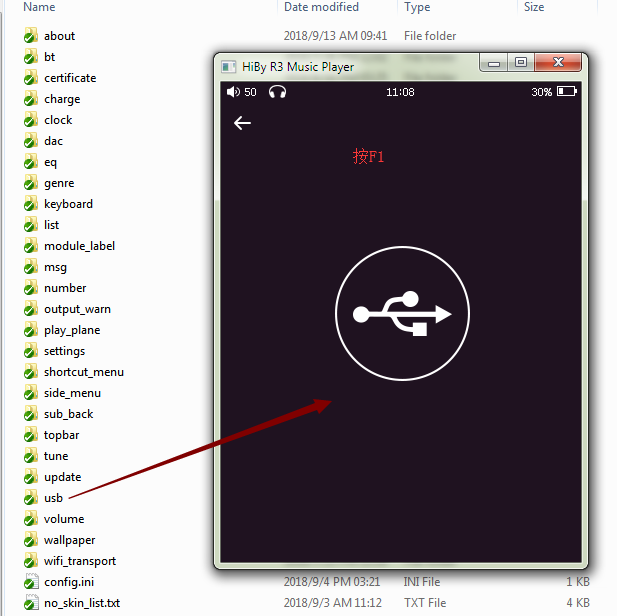 Name Date modified Type Size
about 2018/9/13 AM 09:41 File folder
bt
certificate
charge
clock
dac
eq
genre
keyboard
list
module_label
msg
number
output_warn
play_plane
settings
shortcut_menu
side_menu
sub_back
topbar
tune
update
usb
volume
wallpaper
wifi_transport
config.ini 2018/9/4 PM 03:21 INI File 1 KB
no_skin_list.txt 2018/9/3 AM 11:12 TXT File 4 KB
HiBy R3 Music Player
50 11:08 30%
按F1